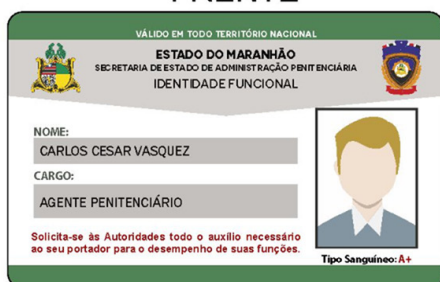 FRENTE
VÁLIDO EM TODO TERRITÓRIO NACIONAL
ESTADO DO MARANHÃO
SECRETARIA DE ESTADO DE ADMINISTRAÇÃO PENITENCIÁRIA
IDENTIDADE FUNCIONAL
NOME:
CARLOS CESAR VASQUEZ
CARGO:
AGENTE PENITENCIÁRIO
Solicita-se às Autoridades todo o auxílio necessário
ao seu portador para o desempenho de suas funções.
Tipo Sanguíneo: A+